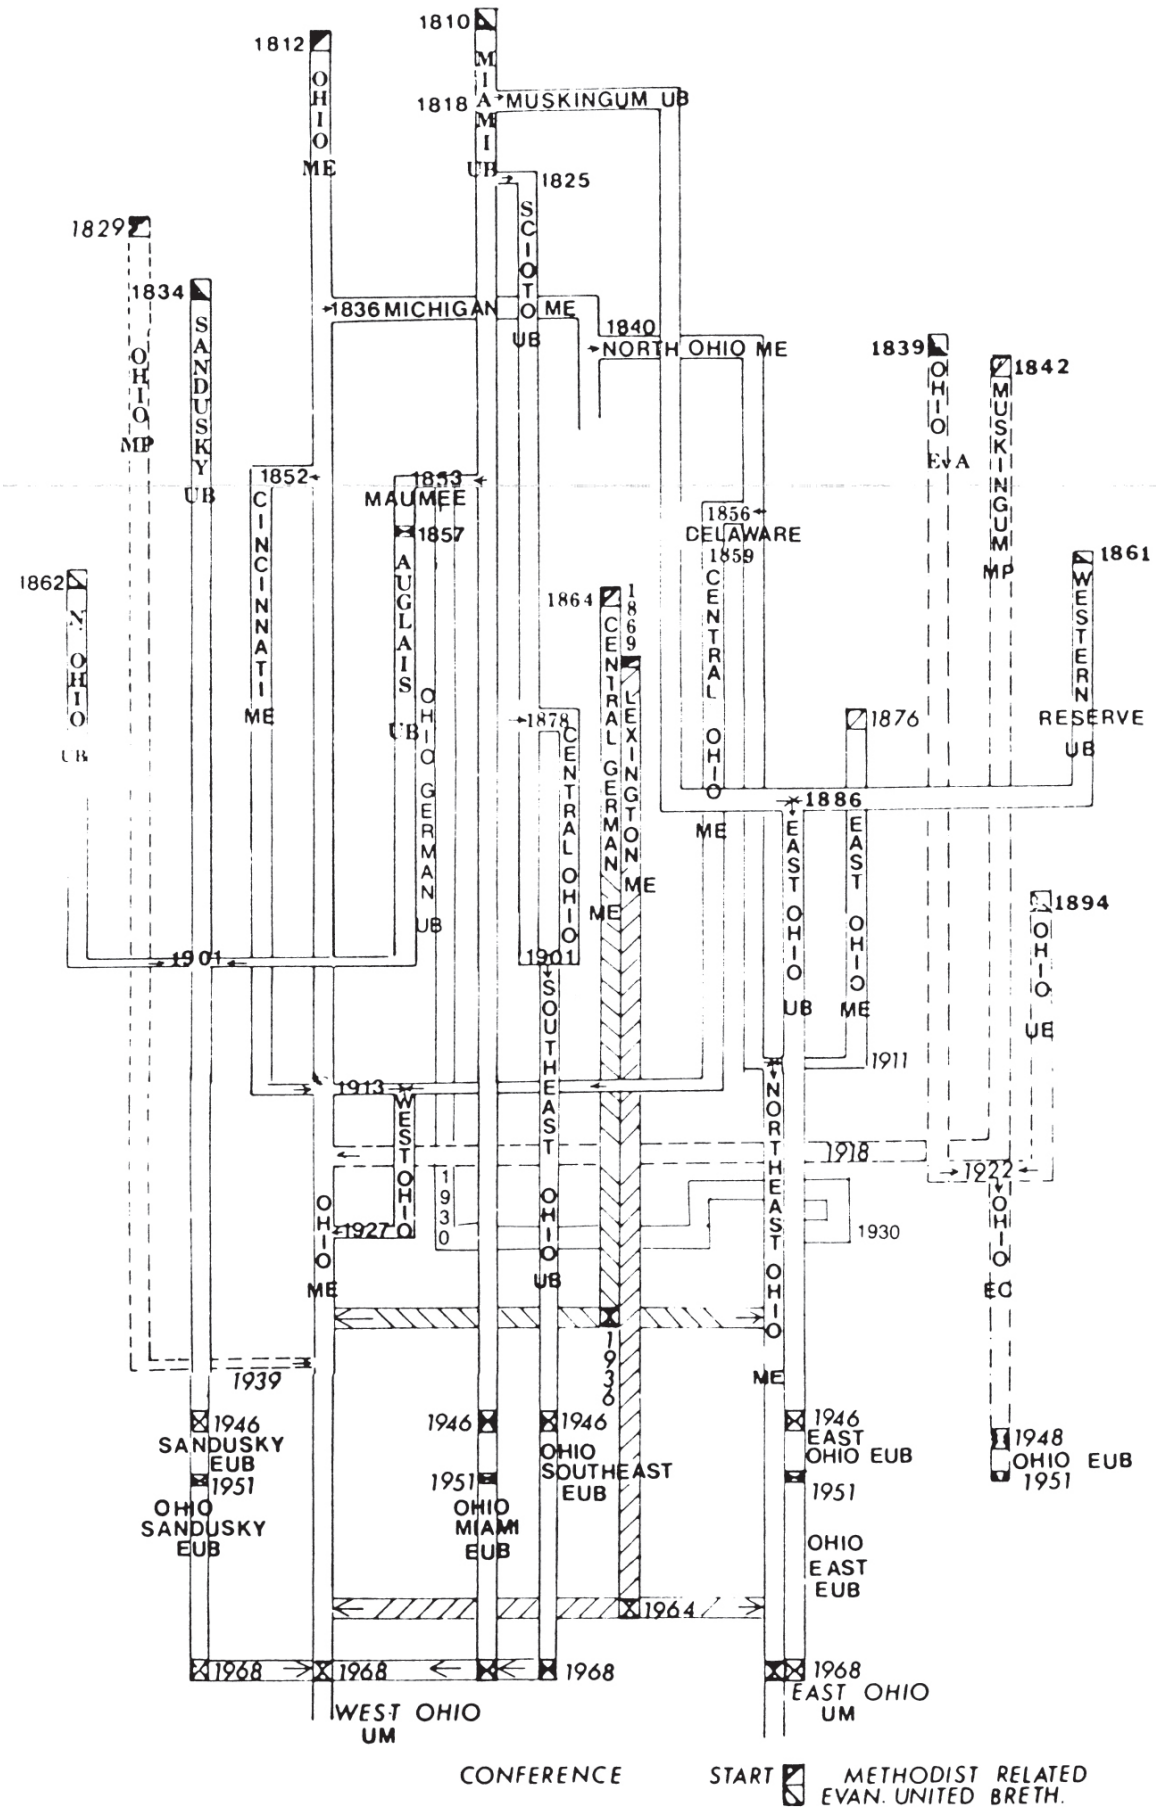 1810
1812
OHIO
ME
MIAMI
UB
1818
MUSKINGUM UB
1825
SCIOTO
UB
1829
OHIO
MP
1834
SANDUSKY
UB
1836 MICHIGAN ME
1840
NORTH OHIO ME
1839
OHIO
EVA
1842
MUSKINGUM
MP
1852
CINCINNATI
ME
1853
MAUMEE
1857
AUGLAIS
UB
OHIO GERMAN
UB
1856
DELAWARE
1859
CENTRAL OHIO
ME
1861
WESTERN
RESERVE
UB
1862
N. OHIO
UB
1864
CENTRAL GERMAN
ME
1869
LEXINGTON
ME
1878
CENTRAL OHIO
1876
EAST OHIO
ME
1886
EAST OHIO
UB
1894
OHIO
UE
1901
1901
SOUTHEAST OHIO
UB
1911
NORTHEAST OHIO
ME
1913
WEST OHIO
1918
1922
OHIO
EC
1927
OHIO
ME
1930
1930
1936
1939
1946
SANDUSKY
EUB
1951
OHIO
SANDUSKY
EUB
1946
1951
OHIO
MIAMI
EUB
1946
OHIO
SOUTHEAST
EUB
1946
EAST
OHIO EUB
1951
OHIO
EAST
EUB
1948
OHIO EUB
1951
1964
1968
1968
1968
1968
WEST OHIO
UM
EAST OHIO
UM
CONFERENCE START METHODIST RELATED
EVAN. UNITED BRETH.